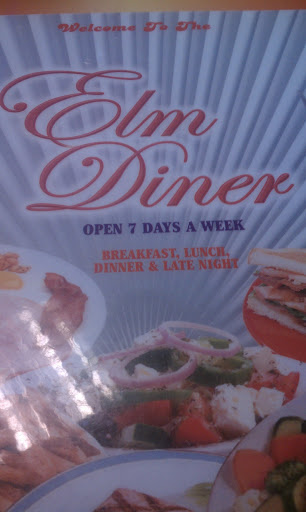 Welcome To The
Elm
Diner
OPEN 7 DAYS A WEEK
BREAKFAST, LUNCH,
DINNER & LATE NIGHT